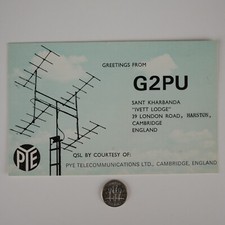 GREETINGS FROM
G2PU
SANT KHARBANDA
"IVETT LODGE"
39 LONDON ROAD, HARSTON,
CAMBRIDGE
ENGLAND
PYE
QSL BY COURTESY OF:
PYE TELECOMMUNICATIONS LTD., CAMBRIDGE, ENGLAND